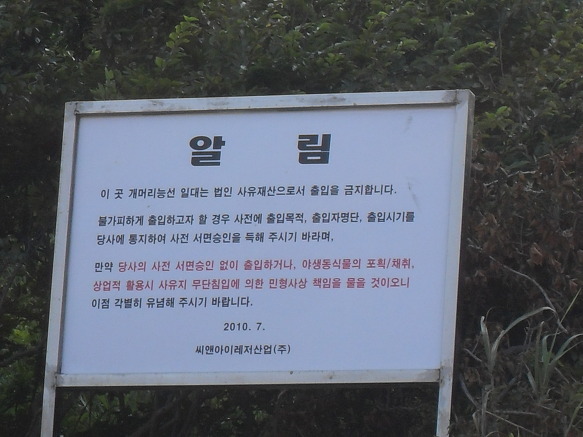 알 림
이 곳 개머리능선 일대는 법인 사유재산으로서 출입을 금지합니다.
불가피하게 출입하고자 할 경우 사전에 출입목적, 출입자명단, 출입시기를
당사에 통지하여 사전 서면승인을 득해 주시기 바라며,
만약 당사의 사전 서면승인 없이 출입하거나, 야생동식물의 포획/채취,
상업적 활용시 사유지 무단침입에 의한 민형사상 책임을 물을 것이오니
이점 각별히 유념해 주시기 바랍니다.
2010. 7.
씨앤아이레저산업(주)